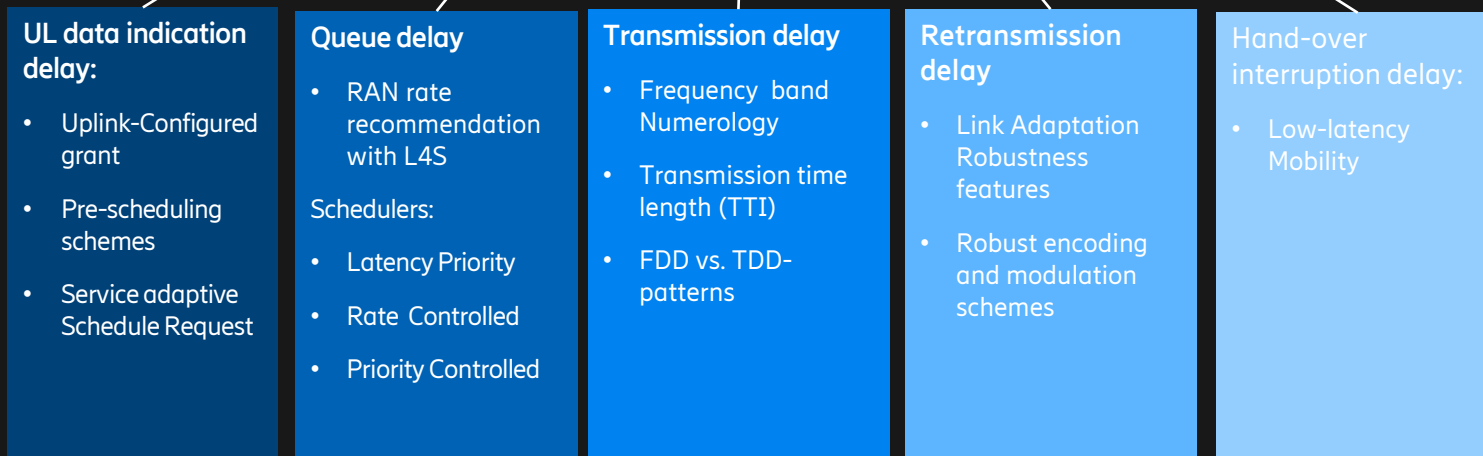 UL data indication
delay:
• Uplink-Configured
grant
• Pre-scheduling
schemes
• Service adaptive
Schedule Request
Queue delay
• RAN rate
recommendation
with L4S
Schedulers:
• Latency Priority
• Rate Controlled
• Priority Controlled
Transmission delay
• Frequency band
Numerology
• Transmission time
length (TTI)
• FDD vs. TDD-
patterns
Retransmission
delay
• Link Adaptation
Robustness
features
• Robust encoding
and modulation
schemes
Hand-over
interruption delay:
• Low-latency
Mobility